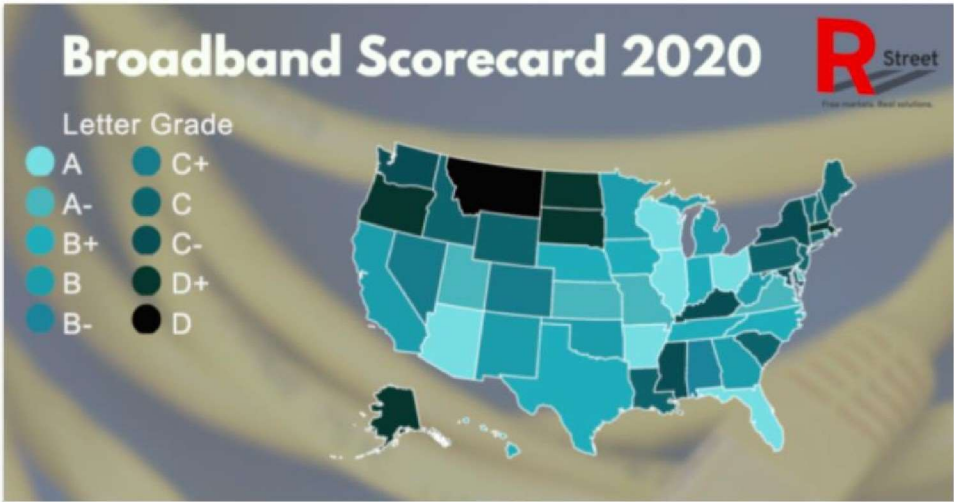 Broadband Scorecard 2020
R Street
Free markets. Real solutions.
Letter Grade
A
A-
B+
B
B-
C+
C
C-
D+
D